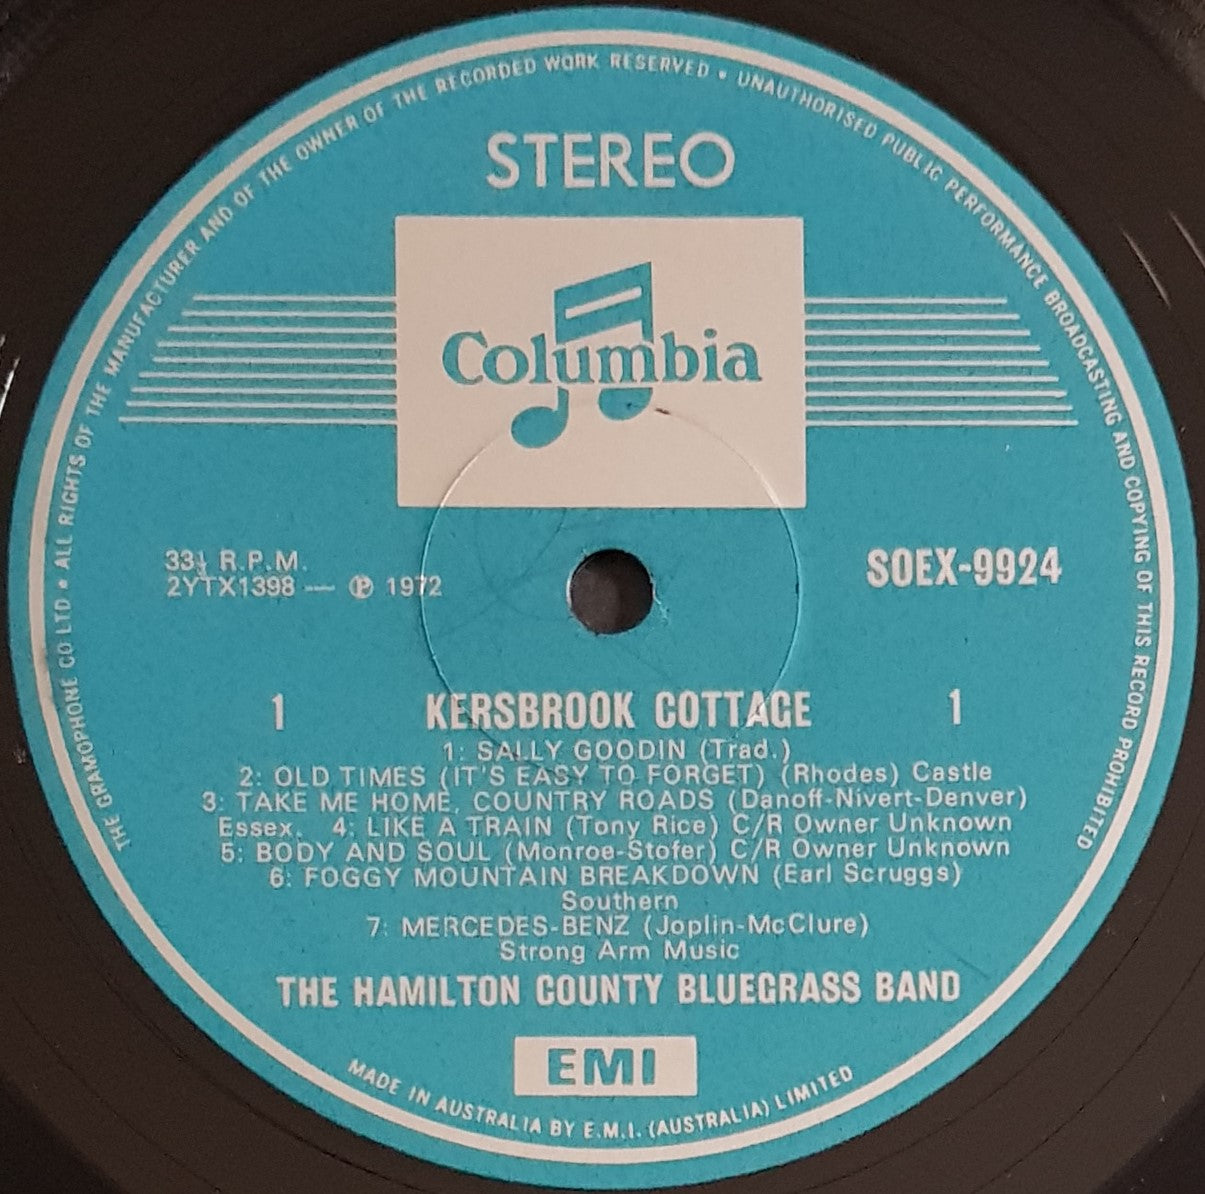 THE GRAMOPHONE CO LTD • ALL RIGHTS OF THE MANUFACTURER AND OF THE OWNER OF THE RECORDED WORK RESERVED • UNAUTHORISED PUBLIC PERFORMANCE BROADCASTING AND COPYING OF THIS RECORD PROHIBITED
STEREO
Columbia
33⅓ R.P.M.
2YTX1398 — ℗ 1972
SOEX-9924
1 KERSBROOK COTTAGE 1
1: SALLY GOODIN (Trad.)
2: OLD TIMES (IT'S EASY TO FORGET) (Rhodes) Castle
3: TAKE ME HOME, COUNTRY ROADS (Danoff-Nivert-Denver)
Essex. 4: LIKE A TRAIN (Tony Rice) C/R Owner Unknown
5: BODY AND SOUL (Monroe-Stofer) C/R Owner Unknown
6: FOGGY MOUNTAIN BREAKDOWN (Earl Scruggs)
Southern
7: MERCEDES-BENZ (Joplin-McClure)
Strong Arm Music
THE HAMILTON COUNTY BLUEGRASS BAND
EMI
MADE IN AUSTRALIA BY E.M.I. (AUSTRALIA) LIMITED